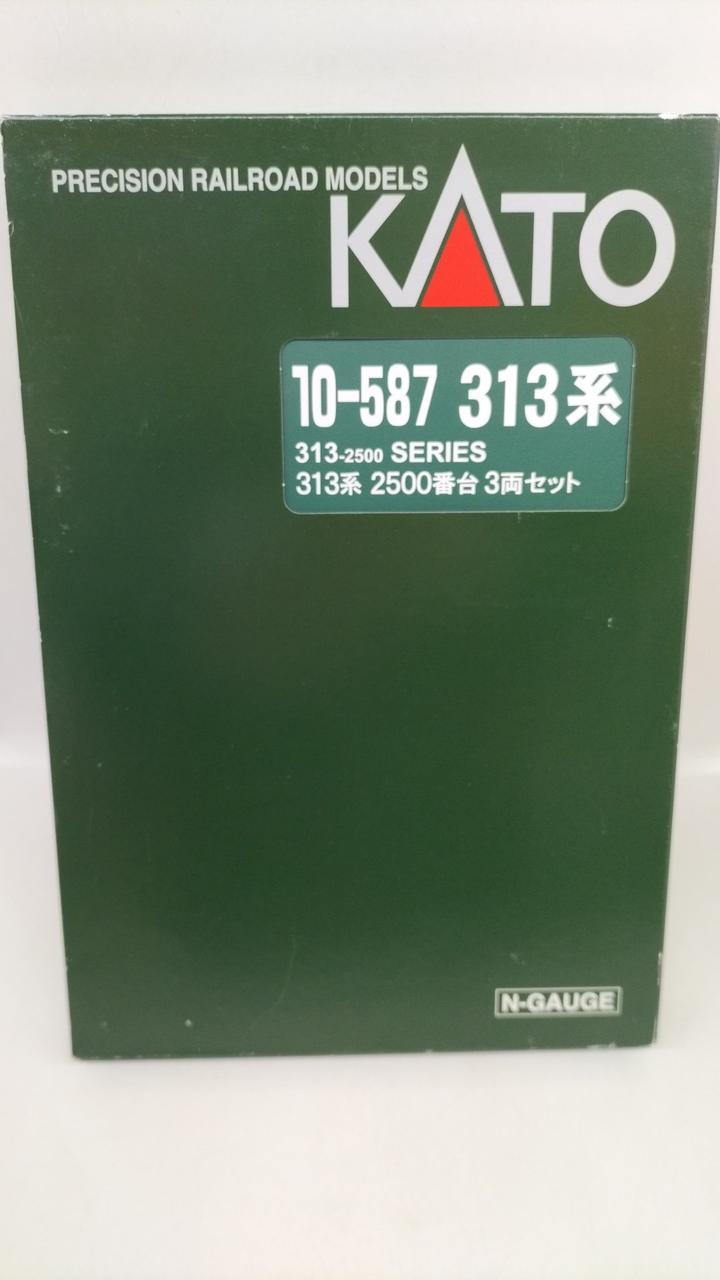 PRECISION RAILROAD MODELS
KATO
10-587 313系
313-2500 SERIES
313系 2500番台 3両セット
N-GAUGE